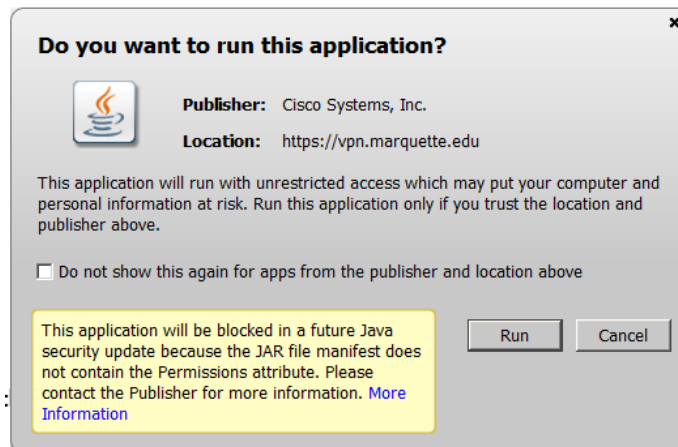 Do you want to run this application?
Publisher: Cisco Systems, Inc.
Location: https://vpn.marquette.edu
This application will run with unrestricted access which may put your computer and
personal information at risk. Run this application only if you trust the location and
publisher above.
Do not show this again for apps from the publisher and location above
This application will be blocked in a future Java
security update because the JAR file manifest does
not contain the Permissions attribute. Please
contact the Publisher for more information. More
Information
Run
Cancel
: